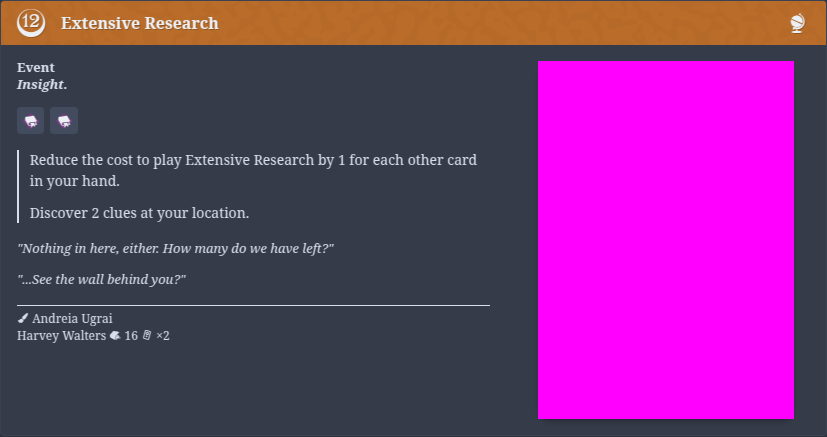 12 Extensive Research
Event
Insight.
Reduce the cost to play Extensive Research by 1 for each other card
in your hand.
Discover 2 clues at your location.
"Nothing in here, either. How many do we have left?"
"...See the wall behind you?"
Andreia Ugrai
Harvey Walters 16 ×2